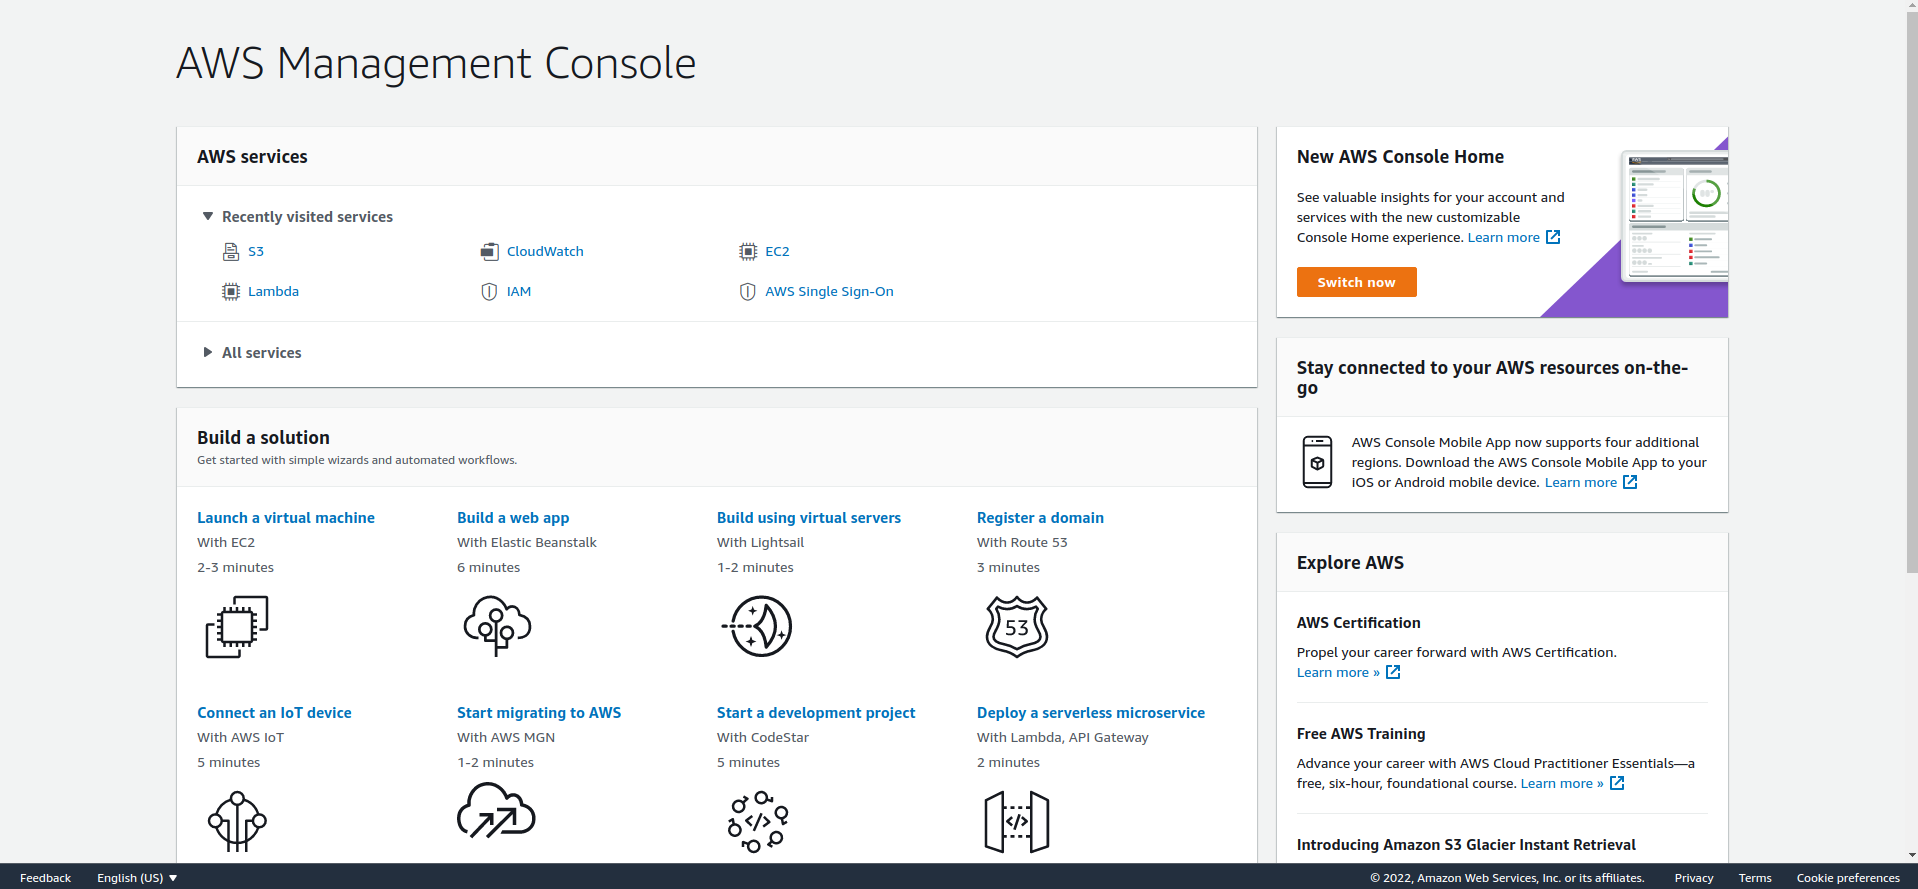 AWS Management Console
AWS services
Recently visited services
S3
CloudWatch
EC2
Lambda
IAM
AWS Single Sign-On
All services
Build a solution
Get started with simple wizards and automated workflows.
Launch a virtual machine
With EC2
2-3 minutes
Build a web app
With Elastic Beanstalk
6 minutes
Build using virtual servers
With Lightsail
1-2 minutes
Register a domain
With Route 53
3 minutes
53
Connect an IoT device
With AWS IoT
5 minutes
Start migrating to AWS
With AWS MGN
1-2 minutes
Start a development project
With CodeStar
5 minutes
</>
Deploy a serverless microservice
With Lambda, API Gateway
2 minutes
</>
New AWS Console Home
See valuable insights for your account and
services with the new customizable
Console Home experience. Learn more
Switch now
Stay connected to your AWS resources on-the-
go
AWS Console Mobile App now supports four additional
regions. Download the AWS Console Mobile App to your
iOS or Android mobile device. Learn more
Explore AWS
AWS Certification
Propel your career forward with AWS Certification.
Learn more »
Free AWS Training
Advance your career with AWS Cloud Practitioner Essentials—a
free, six-hour, foundational course. Learn more »
Introducing Amazon S3 Glacier Instant Retrieval
Feedback
English (US)
© 2022, Amazon Web Services, Inc. or its affiliates.
Privacy
Terms
Cookie preferences